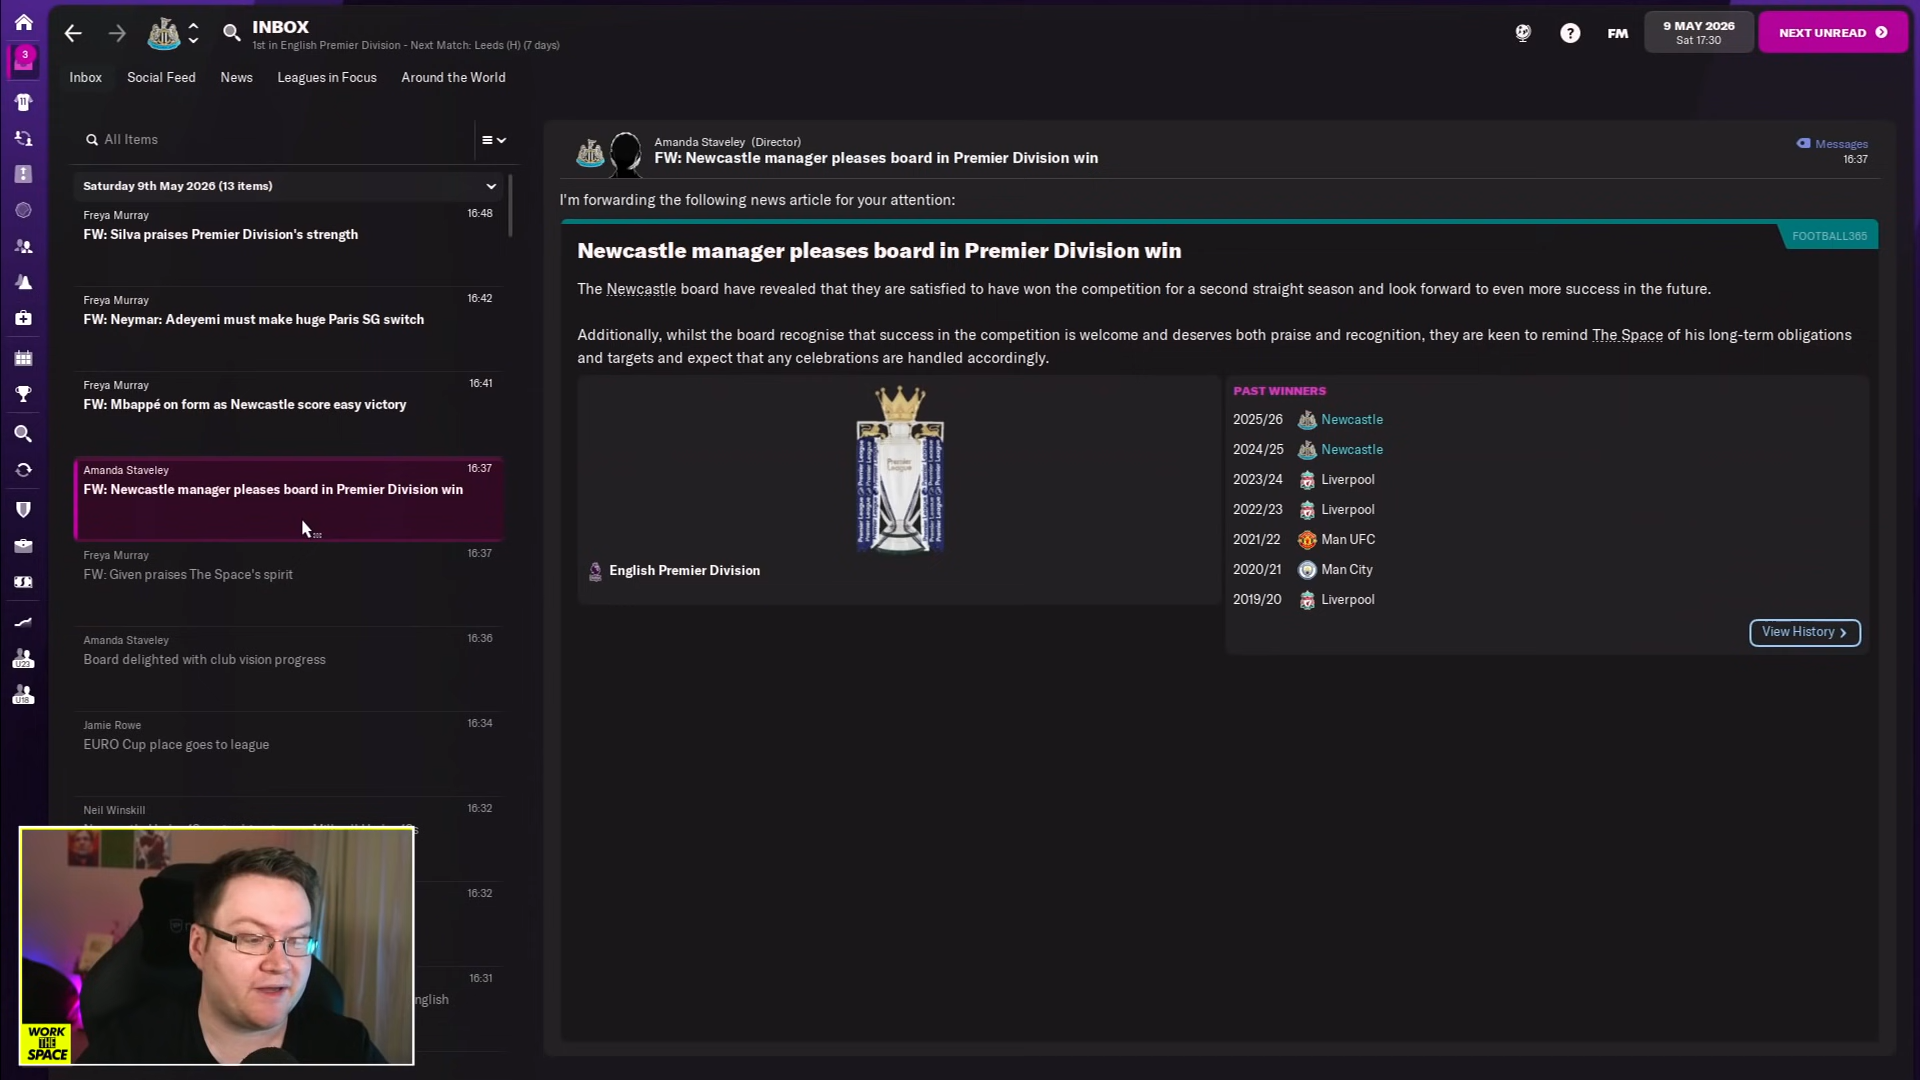 INBOX
1st in English Premier Division - Next Match: Leeds (H) (7 days)
FM
9 MAY 2026
Sat 17:30
NEXT UNREAD
3
Inbox
Social Feed
News
Leagues in Focus
Around the World
All Items
Saturday 9th May 2026 (13 items)
Freya Murray
16:48
FW: Silva praises Premier Division's strength
Freya Murray
16:42
FW: Neymar: Adeyemi must make huge Paris SG switch
Freya Murray
16:41
FW: Mbappé on form as Newcastle score easy victory
Amanda Staveley
16:37
FW: Newcastle manager pleases board in Premier Division win
Freya Murray
16:37
FW: Given praises The Space's spirit
Amanda Staveley
16:36
Board delighted with club vision progress
Jamie Rowe
16:34
EURO Cup place goes to league
Neil Winskill
16:32
16:32
16:31
nglish
U23
U18
WORK
THE
SPACE
Amanda Staveley (Director)
FW: Newcastle manager pleases board in Premier Division win
Messages
16:37
I'm forwarding the following news article for your attention:
FOOTBALL365
Newcastle manager pleases board in Premier Division win
The Newcastle board have revealed that they are satisfied to have won the competition for a second straight season and look forward to even more success in the future.
Additionally, whilst the board recognise that success in the competition is welcome and deserves both praise and recognition, they are keen to remind The Space of his long-term obligations
and targets and expect that any celebrations are handled accordingly.
Premier
League
English Premier Division
PAST WINNERS
2025/26 Newcastle
2024/25 Newcastle
2023/24 Liverpool
2022/23 Liverpool
2021/22 Man UFC
2020/21 Man City
2019/20 Liverpool
View History